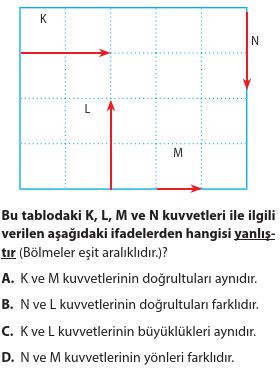 K
N
L
M
Bu tablodaki K, L, M ve N kuvvetleri ile ilgili
verilen aşağıdaki ifadelerden hangisi yanlış-
tır (Bölmeler eşit aralıklıdır.)?
A. K ve M kuvvetlerinin doğrultuları aynıdır.
B. N ve L kuvvetlerinin doğrultuları farklıdır.
C. K ve L kuvvetlerinin büyüklükleri aynıdır.
D. N ve M kuvvetlerinin yönleri farklıdır.